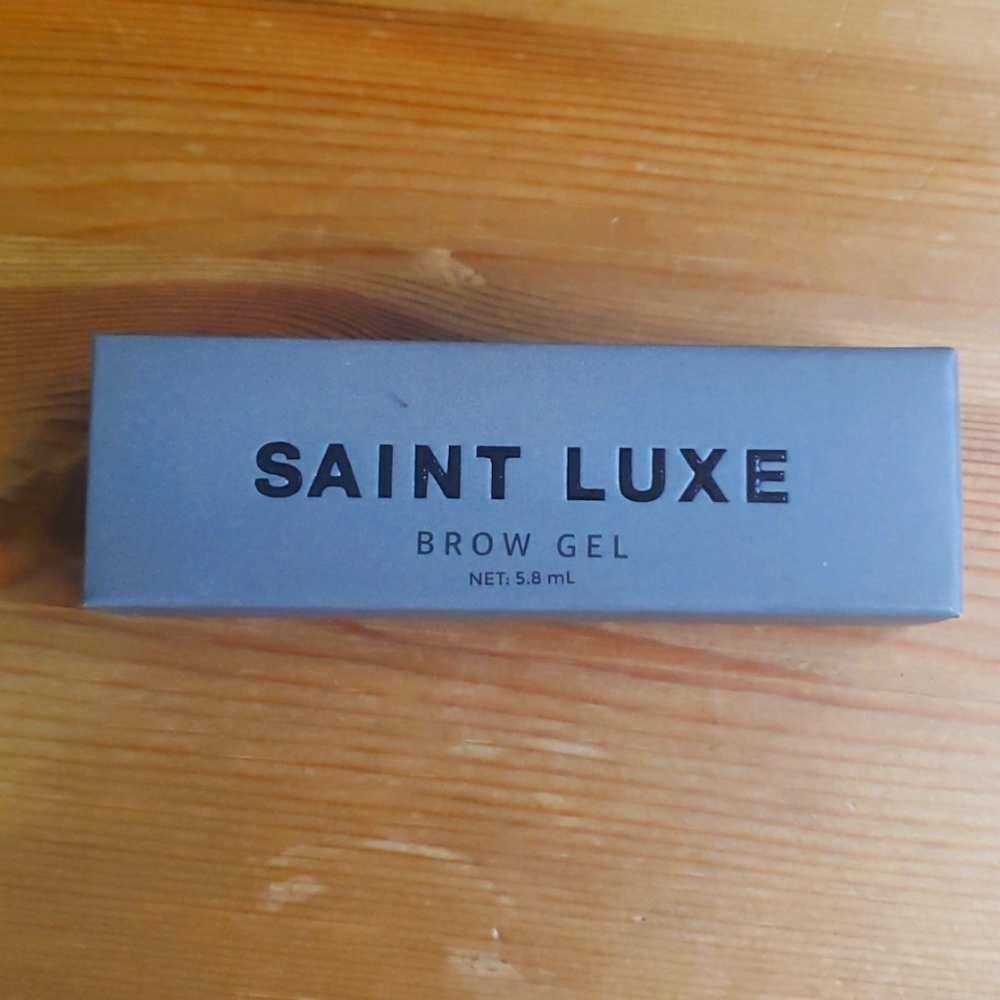 SAINT LUXE
BROW GEL
NET: 5.8 mL